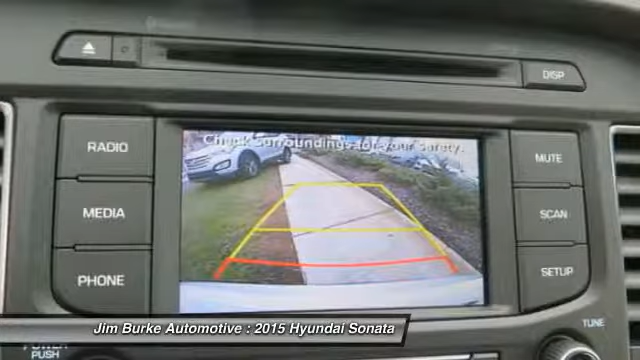 DISP
Check surroundings for your safety.
RADIO
MUTE
MEDIA
SCAN
PHONE
SETUP
TUNE
Jim Burke Automotive : 2015 Hyundai Sonata
POWER
PUSH